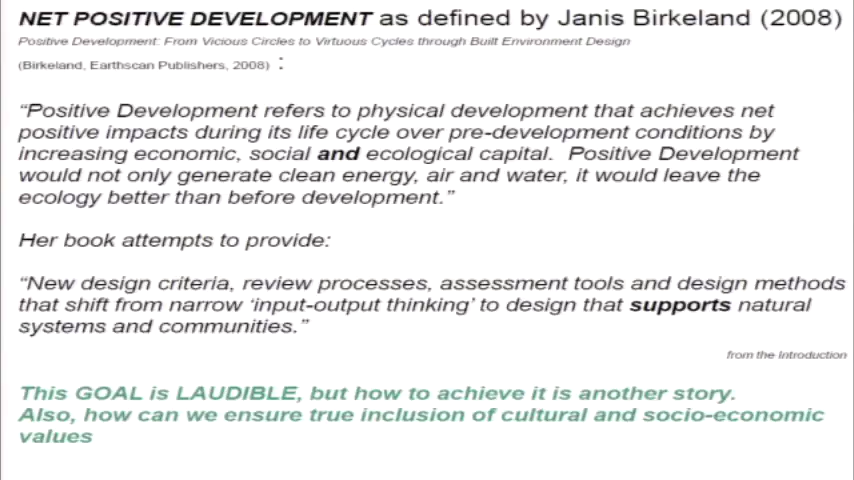 NET POSITIVE DEVELOPMENT as defined by Janis Birkeland (2008)
Positive Development: From Vicious Circles to Virtuous Cycles through Built Environment Design
(Birkeland, Earthscan Publishers, 2008) :
“Positive Development refers to physical development that achieves net
positive impacts during its life cycle over pre-development conditions by
increasing economic, social and ecological capital. Positive Development
would not only generate clean energy, air and water, it would leave the
ecology better than before development.”
Her book attempts to provide:
“New design criteria, review processes, assessment tools and design methods
that shift from narrow ‘input-output thinking’ to design that supports natural
systems and communities.”
from the Introduction
This GOAL is LAUDIBLE, but how to achieve it is another story.
Also, how can we ensure true inclusion of cultural and socio-economic
values